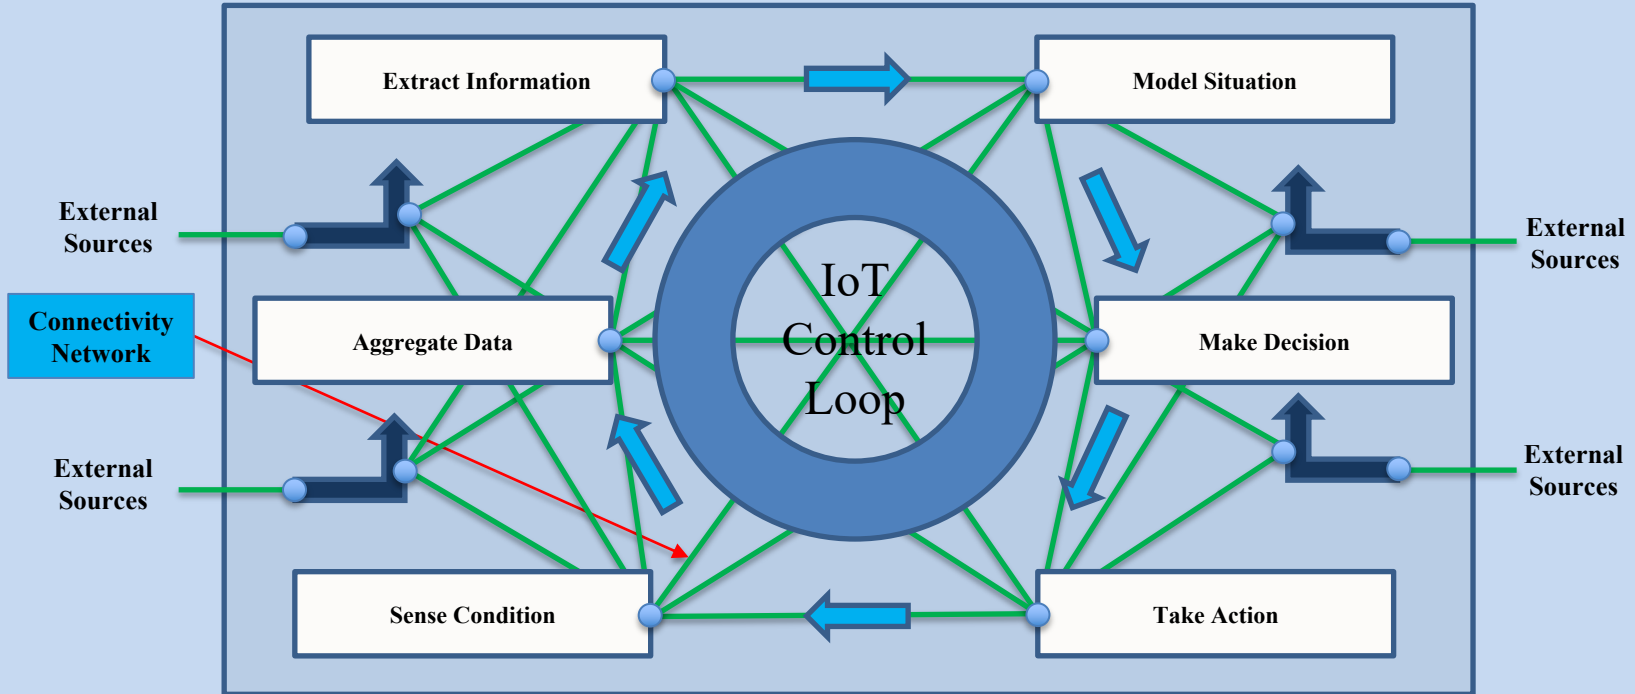 Extract Information
Model Situation
External
Sources
External
Sources
Connectivity
Network
Aggregate Data
IoT
Control
Loop
Make Decision
External
Sources
External
Sources
Sense Condition
Take Action